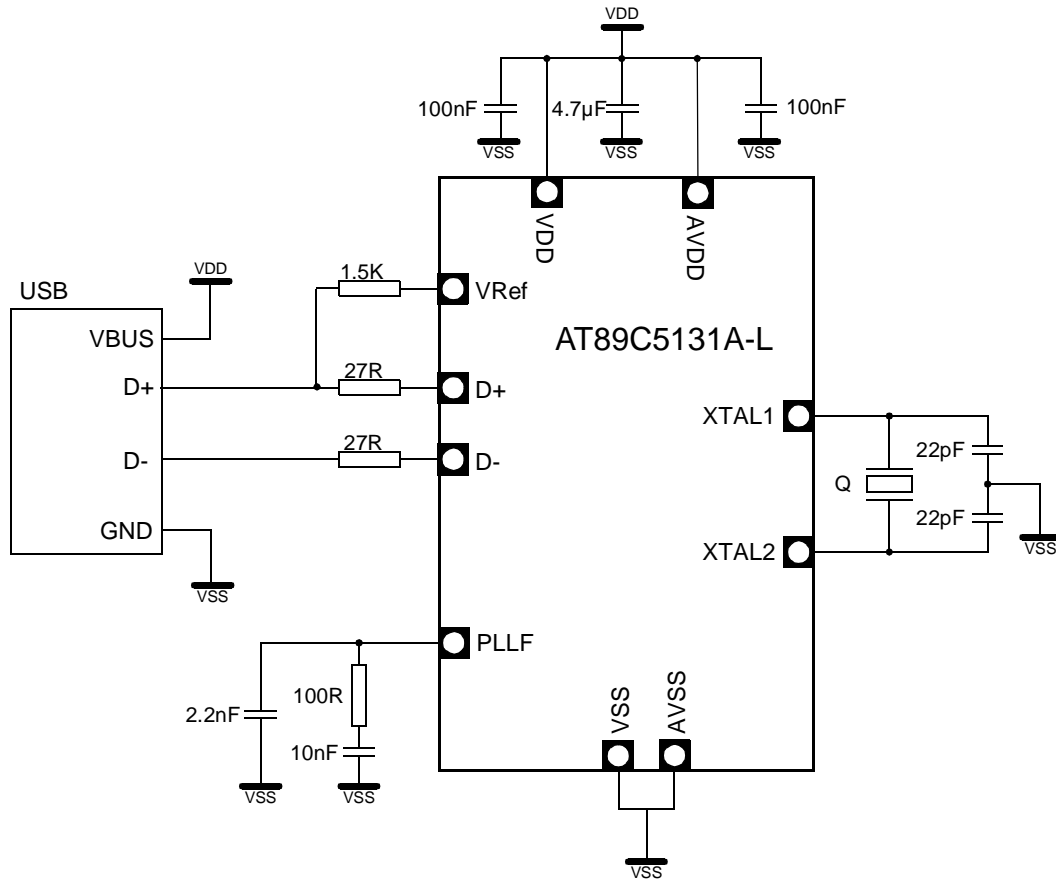 VDD
100nF
4.7µF
100nF
VSS
VSS
VSS
VDD
AVDD
VDD
1.5K
VRef
USB
VBUS
AT89C5131A-L
D+
27R
D+
XTAL1
D-
27R
D-
22pF
Q
22pF
GND
XTAL2
VSS
VSS
PLLF
100R
2.2nF
10nF
VSS
AVSS
VSS
VSS
VSS